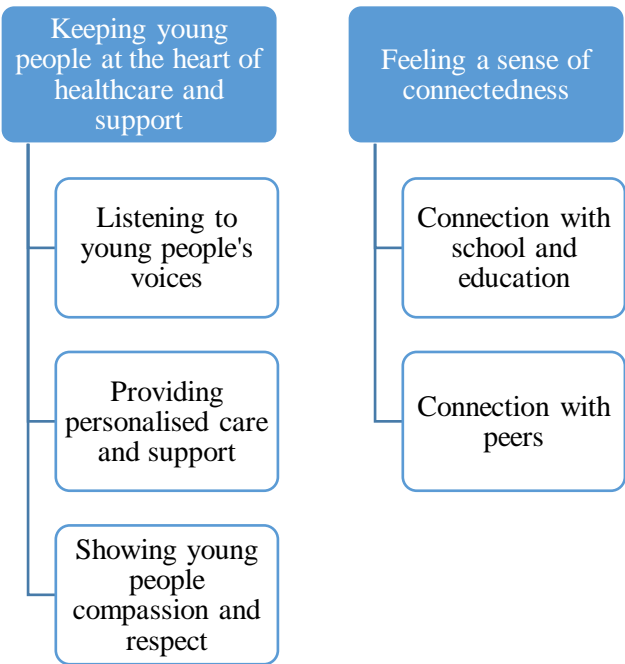 Keeping young
people at the heart of
healthcare and
support
Listening to
young people's
voices
Providing
personalised care
and support
Showing young
people
compassion and
respect
Feeling a sense of
connectedness
Connection with
school and
education
Connection with
peers